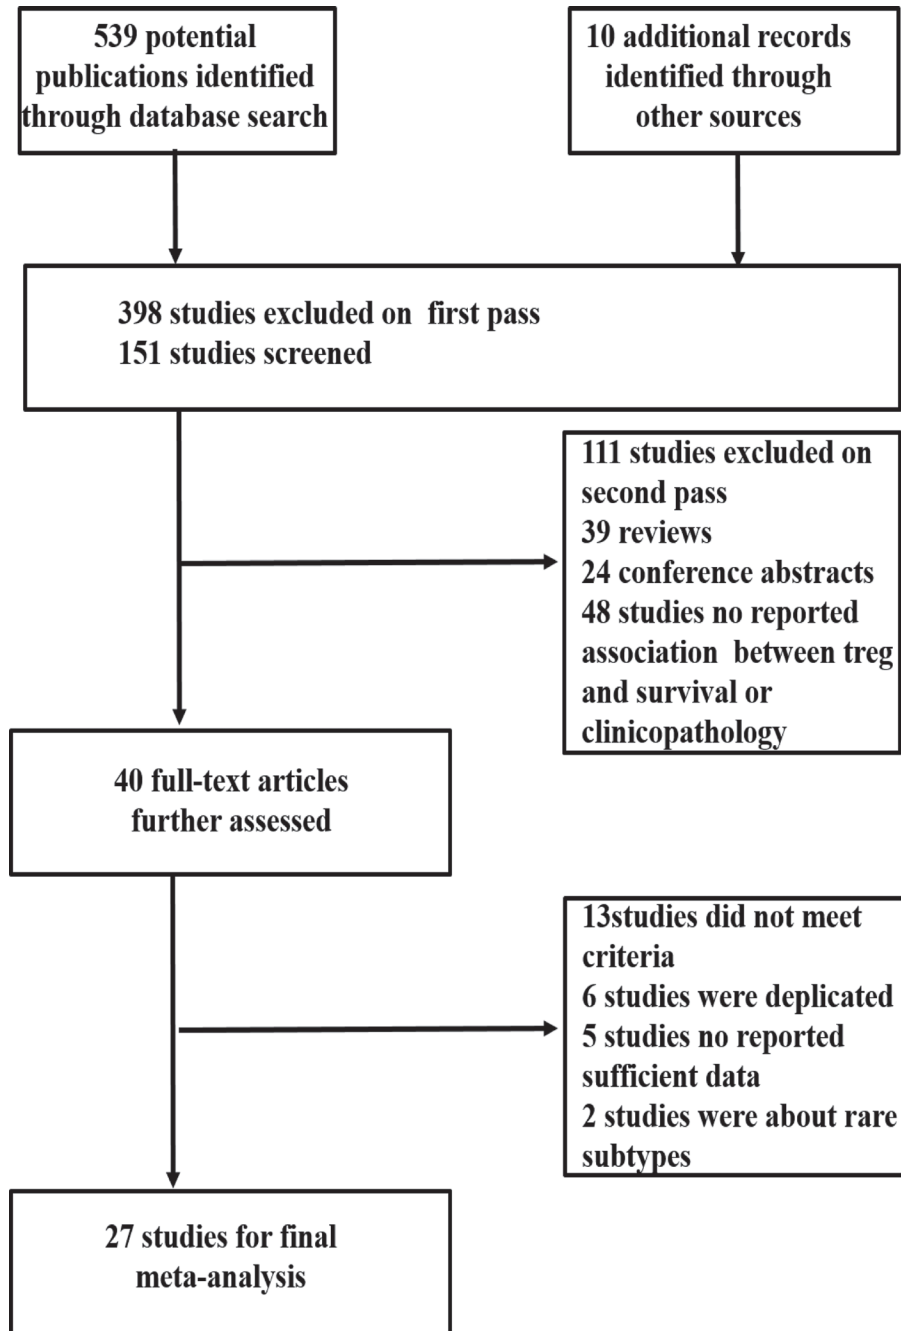 539 potential
publications identified
through database search
10 additional records
identified through
other sources
398 studies excluded on first pass
151 studies screened
111 studies excluded on
second pass
39 reviews
24 conference abstracts
48 studies no reported
association between treg
and survival or
clinicopathology
40 full-text articles
further assessed
13studies did not meet
criteria
6 studies were deplicated
5 studies no reported
sufficient data
2 studies were about rare
subtypes
27 studies for final
meta-analysis